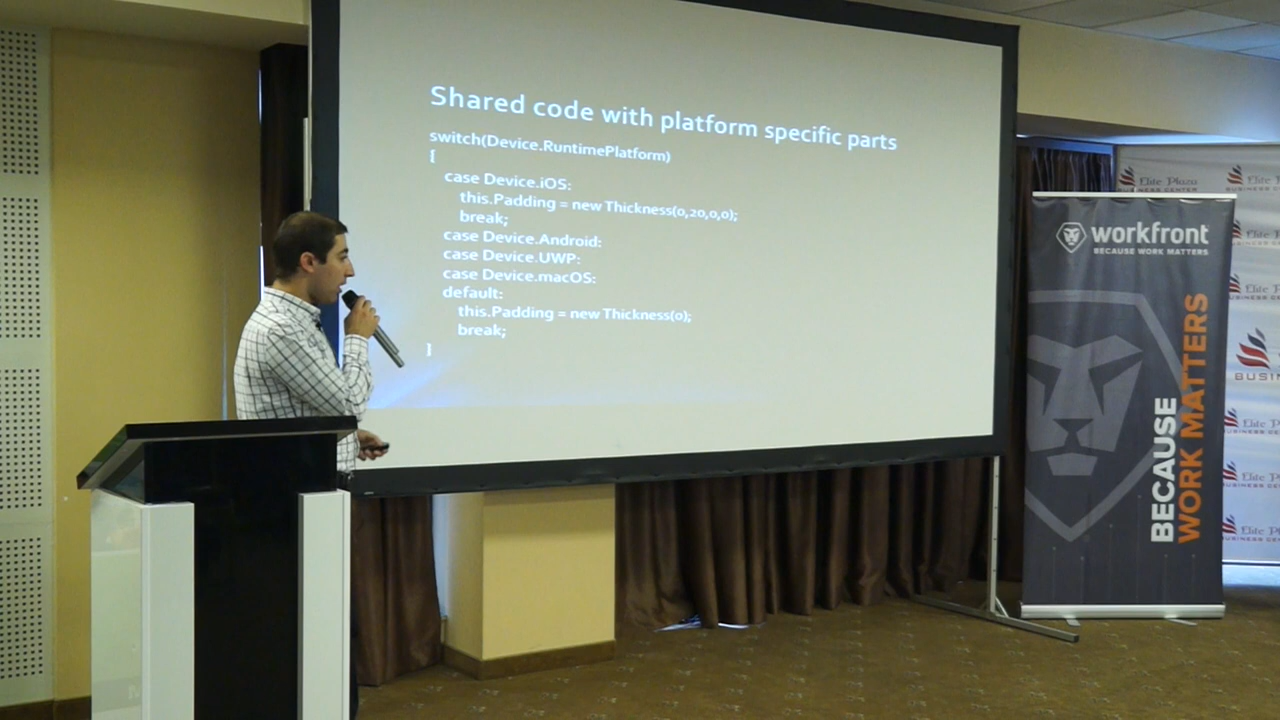 Shared code with platform specific parts
switch(Device.RuntimePlatform)
{
case Device.iOS:
this.Padding = new Thickness(0,20,0,0);
break;
case Device.Android:
case Device.UWP:
case Device.macOS:
default:
this.Padding = new Thickness(0);
break;
}
workfront
BECAUSE WORK MATTERS
BECAUSE
WORK MATTERS
Elite Plaza
BUSINESS CENTER